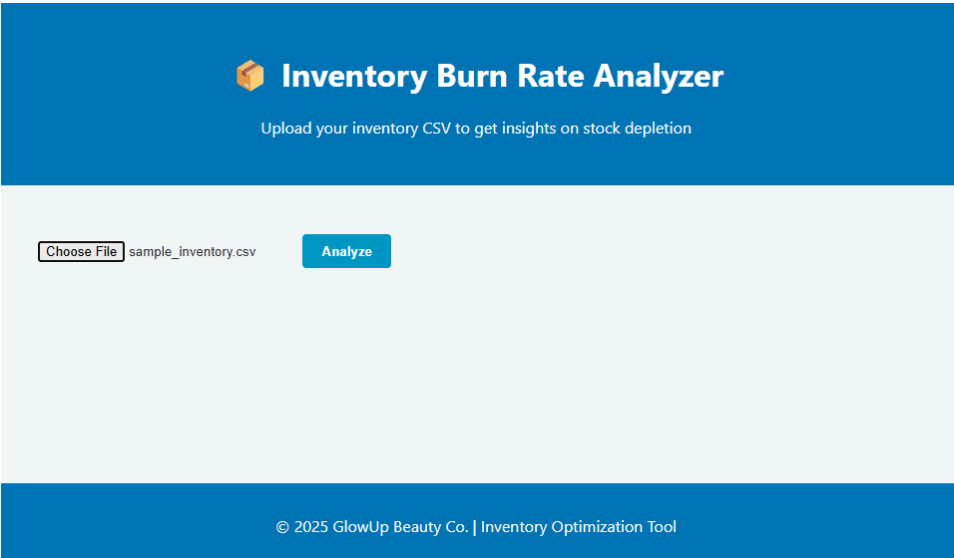 📦 Inventory Burn Rate Analyzer
Upload your inventory CSV to get insights on stock depletion
Choose File sample_inventory.csv Analyze
© 2025 GlowUp Beauty Co. | Inventory Optimization Tool